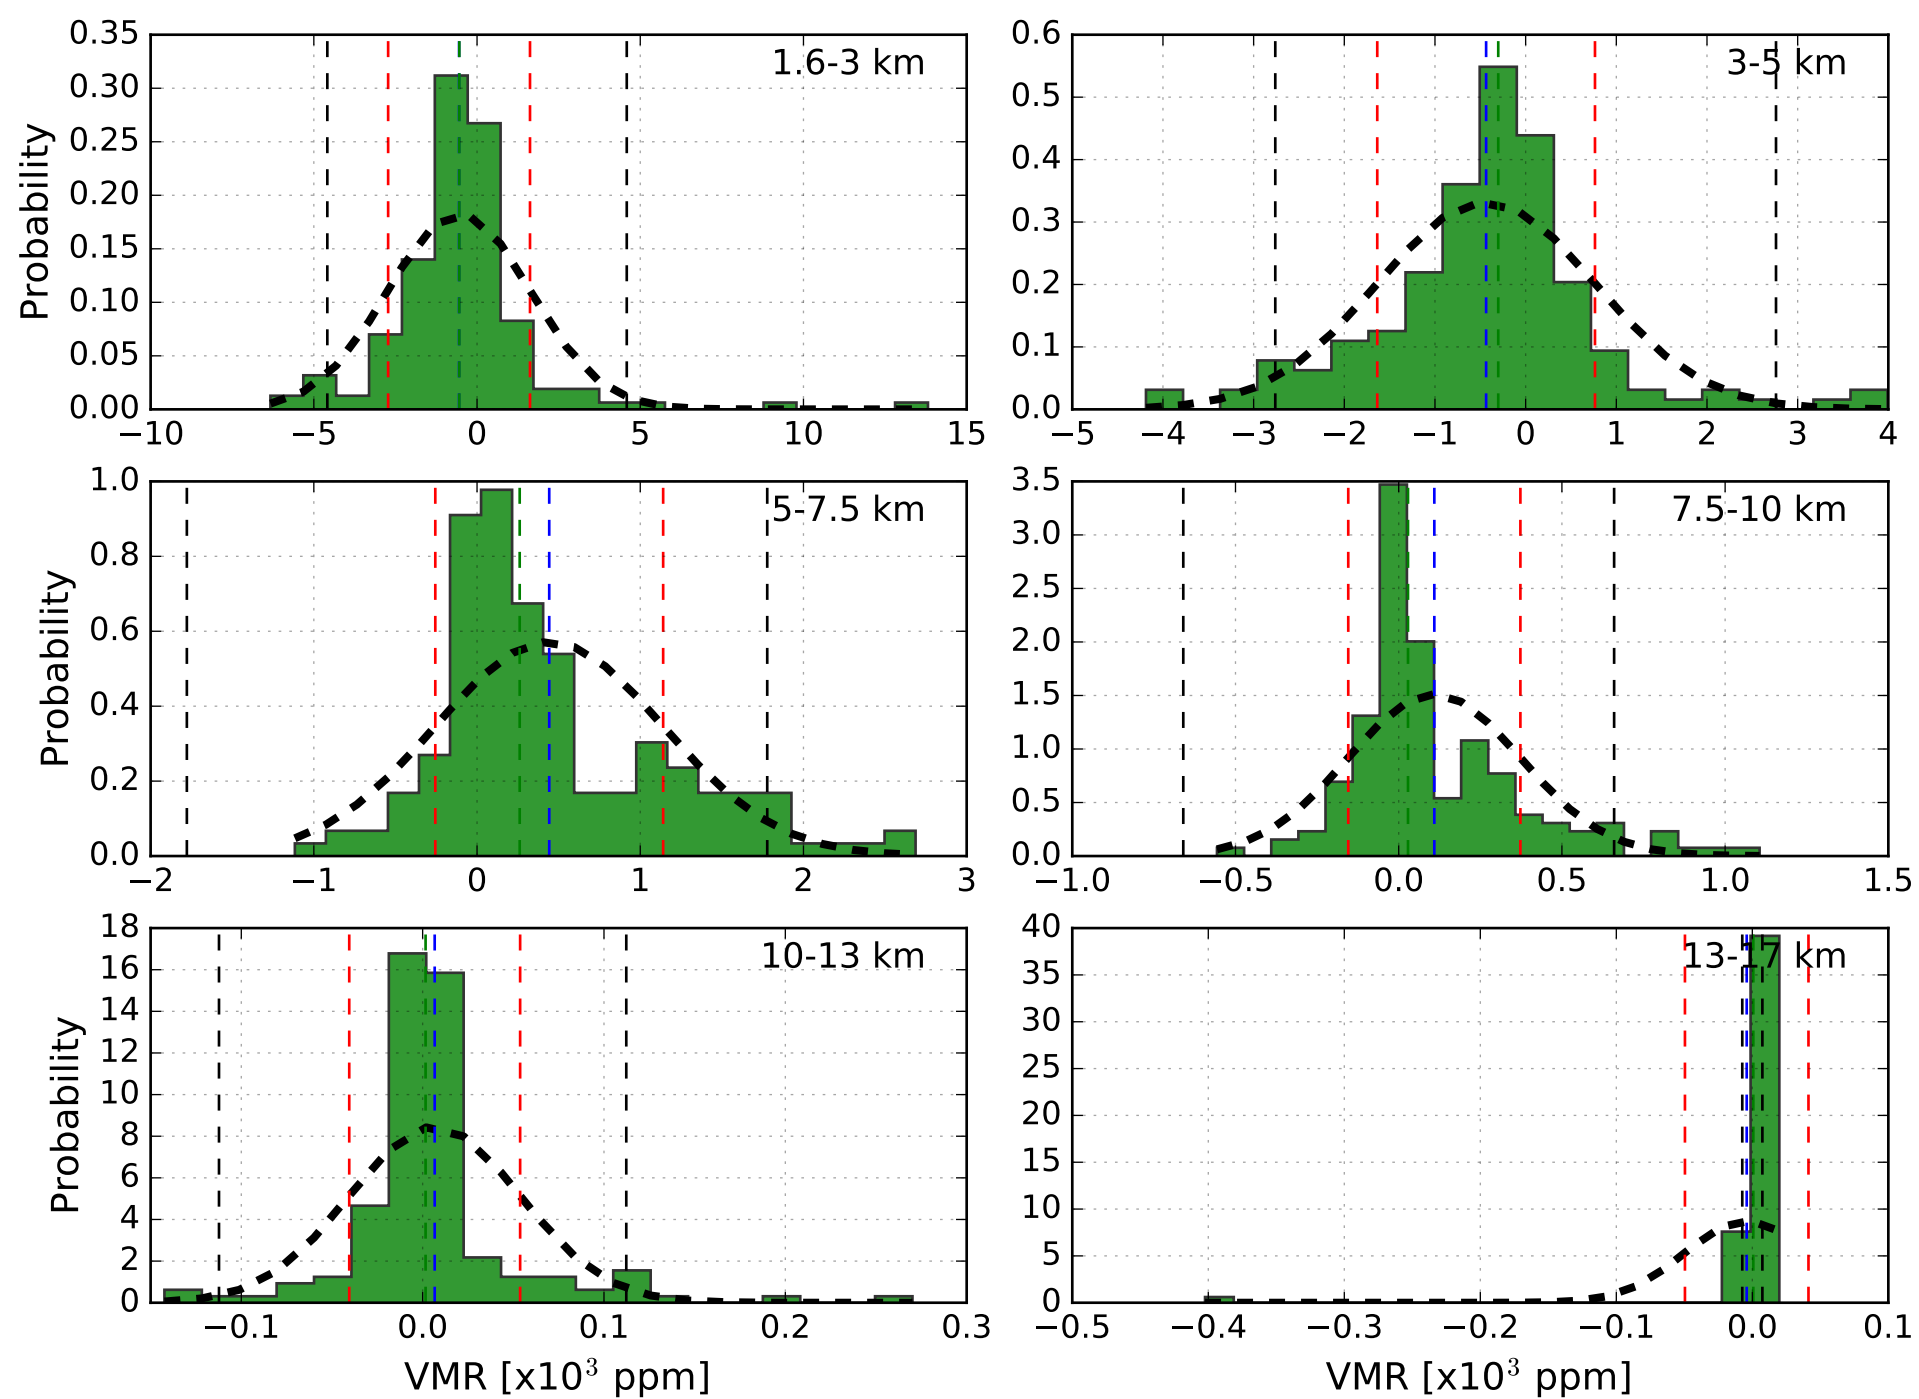 1.6-3 km
Probability
0.35
0.30
0.25
0.20
0.15
0.10
0.05
0.00
−10 −5 0 5 10 15
3-5 km
0.6
0.5
0.4
0.3
0.2
0.1
0.0
−5 −4 −3 −2 −1 0 1 2 3 4
5-7.5 km
Probability
1.0
0.8
0.6
0.4
0.2
0.0
−2 −1 0 1 2 3
7.5-10 km
3.5
3.0
2.5
2.0
1.5
1.0
0.5
0.0
−1.0 −0.5 0.0 0.5 1.0 1.5
10-13 km
Probability
18
16
14
12
10
8
6
4
2
0
−0.1 0.0 0.1 0.2 0.3
VMR [x10³ ppm]
13-17 km
40
35
30
25
20
15
10
5
0
−0.5 −0.4 −0.3 −0.2 −0.1 0.0 0.1
VMR [x10³ ppm]